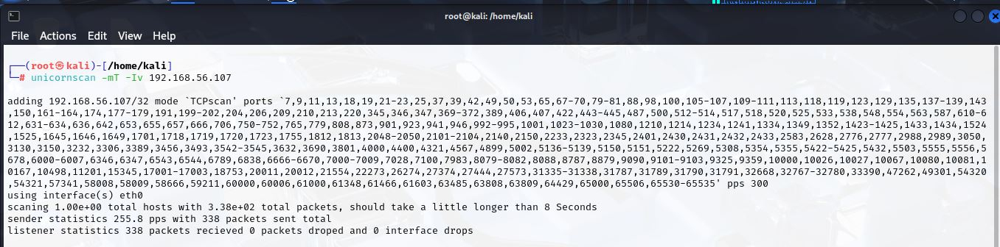 root@kali: /home/kali
File Actions Edit View Help
┌──(root㉿kali)-[/home/kali]
└─# unicornscan -mT -Iv 192.168.56.107
adding 192.168.56.107/32 mode `TCPscan' ports `7,9,11,13,18,19,21-23,25,37,39,42,49,50,53,65,67-70,79-81,88,98,100,105-107,109-111,113,118,119,123,129,135,137-139,143
,150,161-164,174,177-179,191,199-202,204,206,209,210,213,220,345,346,347,369-372,389,406,407,422,443-445,487,500,512-514,517,518,520,525,533,538,548,554,563,587,610-6
12,631-634,636,642,653,655,657,666,706,750-752,765,779,808,873,901,923,941,946,992-995,1001,1023-1030,1080,1210,1214,1234,1241,1334,1349,1352,1423-1425,1433,1434,1524
,1525,1645,1646,1649,1701,1718,1719,1720,1723,1755,1812,1813,2048-2050,2101-2104,2140,2150,2233,2323,2345,2401,2430,2431,2432,2433,2583,2628,2776,2777,2988,2989,3050,
3130,3150,3232,3306,3389,3456,3493,3542-3545,3632,3690,3801,4000,4400,4321,4567,4899,5002,5136-5139,5150,5151,5222,5269,5308,5354,5355,5422-5425,5432,5503,5555,5556,5
678,6000-6007,6346,6347,6543,6544,6789,6838,6666-6670,7000-7009,7028,7100,7983,8079-8082,8088,8787,8879,9090,9101-9103,9325,9359,10000,10026,10027,10067,10080,10081,1
0167,10498,11201,15345,17001-17003,18753,20011,20012,21554,22273,26274,27374,27444,27573,31335-31338,31787,31789,31790,31791,32668,32767-32780,33390,47262,49301,54320
,54321,57341,58008,58009,58666,59211,60000,60006,61000,61348,61466,61603,63485,63808,63809,64429,65000,65506,65530-65535' pps 300
using interface(s) eth0
scaning 1.00e+00 total hosts with 3.38e+02 total packets, should take a little longer than 8 Seconds
sender statistics 255.8 pps with 338 packets sent total
listener statistics 338 packets recieved 0 packets droped and 0 interface drops